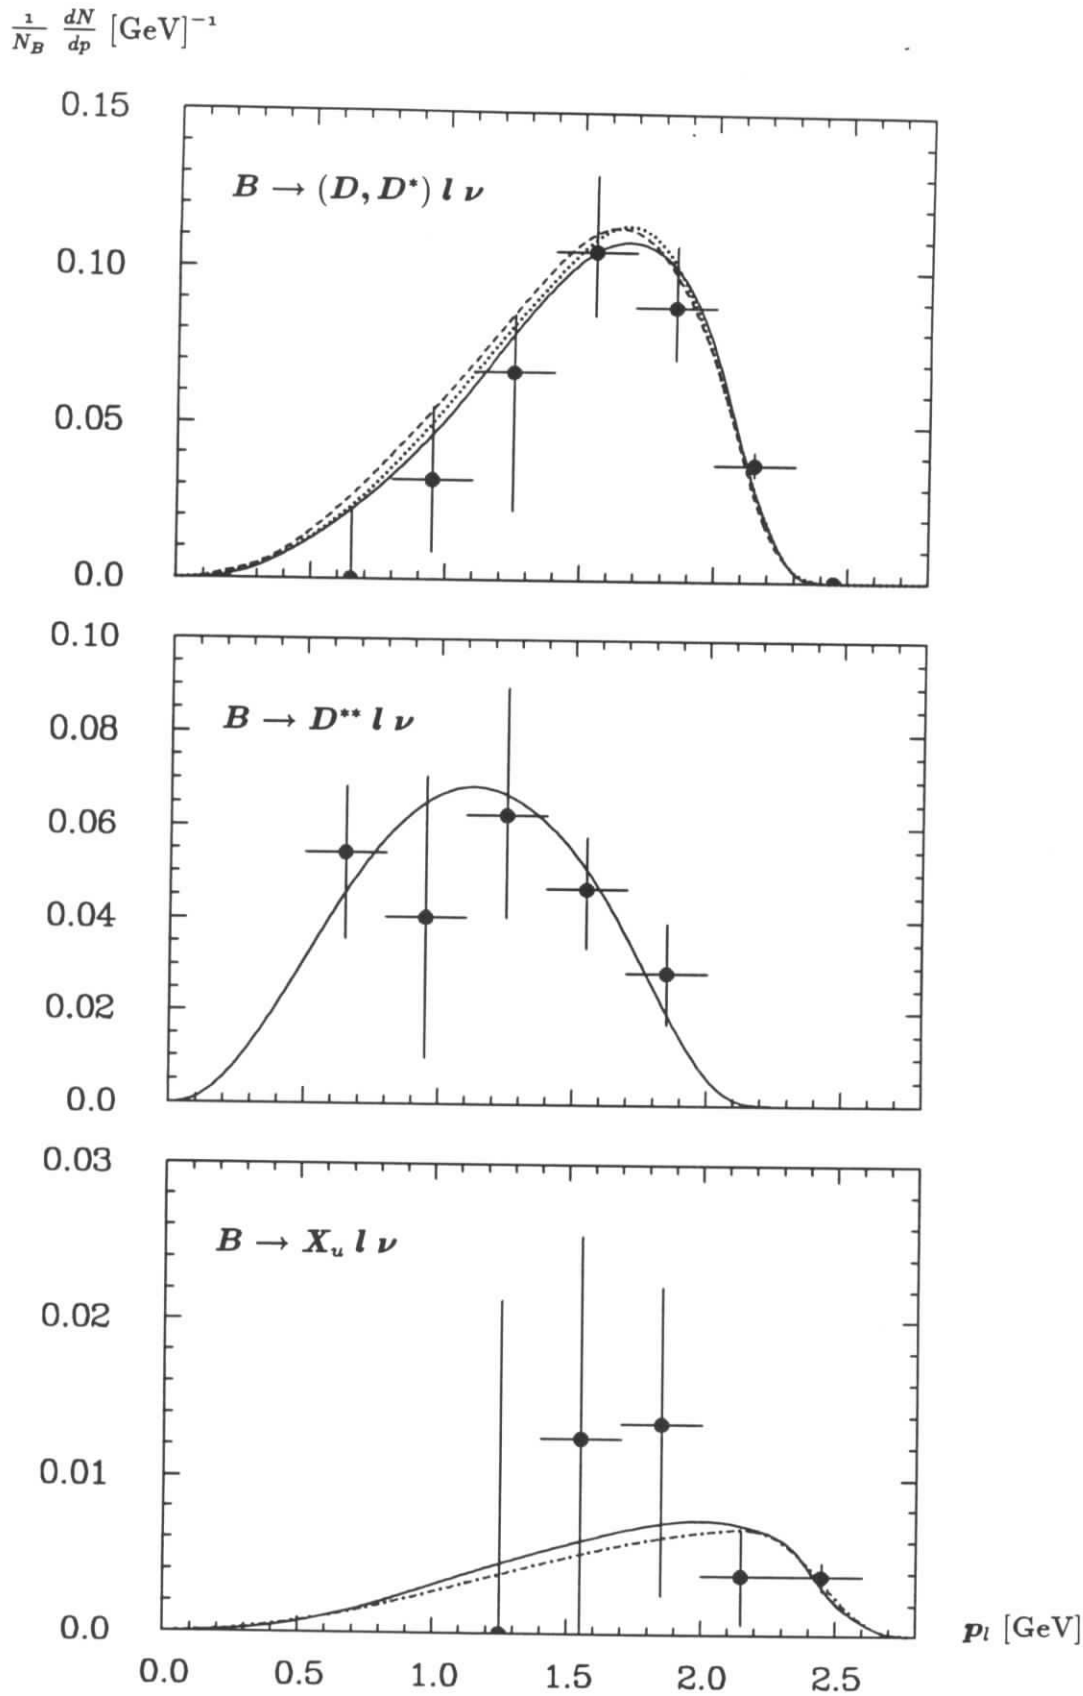 1/N_B dN/dp [GeV]⁻¹
0.15
B → (D, D*) l ν
0.10
0.05
0.0
0.10
B → D** l ν
0.08
0.06
0.04
0.02
0.0
0.03
B → X_u l ν
0.02
0.01
0.0
p_l [GeV]
0.0 0.5 1.0 1.5 2.0 2.5